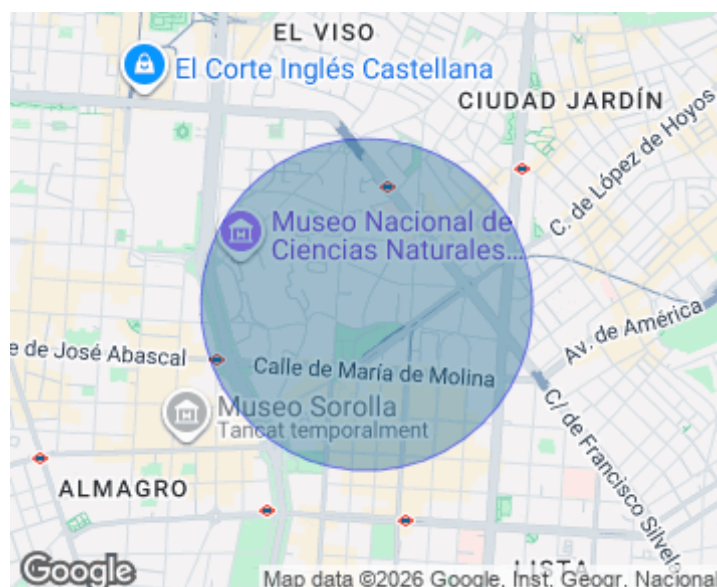 EL VISO
El Corte Inglés Castellana
CIUDAD JARDÍN
C. de López de Hoyos
Museo Nacional de
Ciencias Naturales...
Av. de América
e de José Abascal
Calle de María de Molina
Museo Sorolla
Tancat temporalment
C/ de Francisco Silvela
ALMAGRO
LISTA
Google
Map data ©2026 Google, Inst. Geogr. Nacional